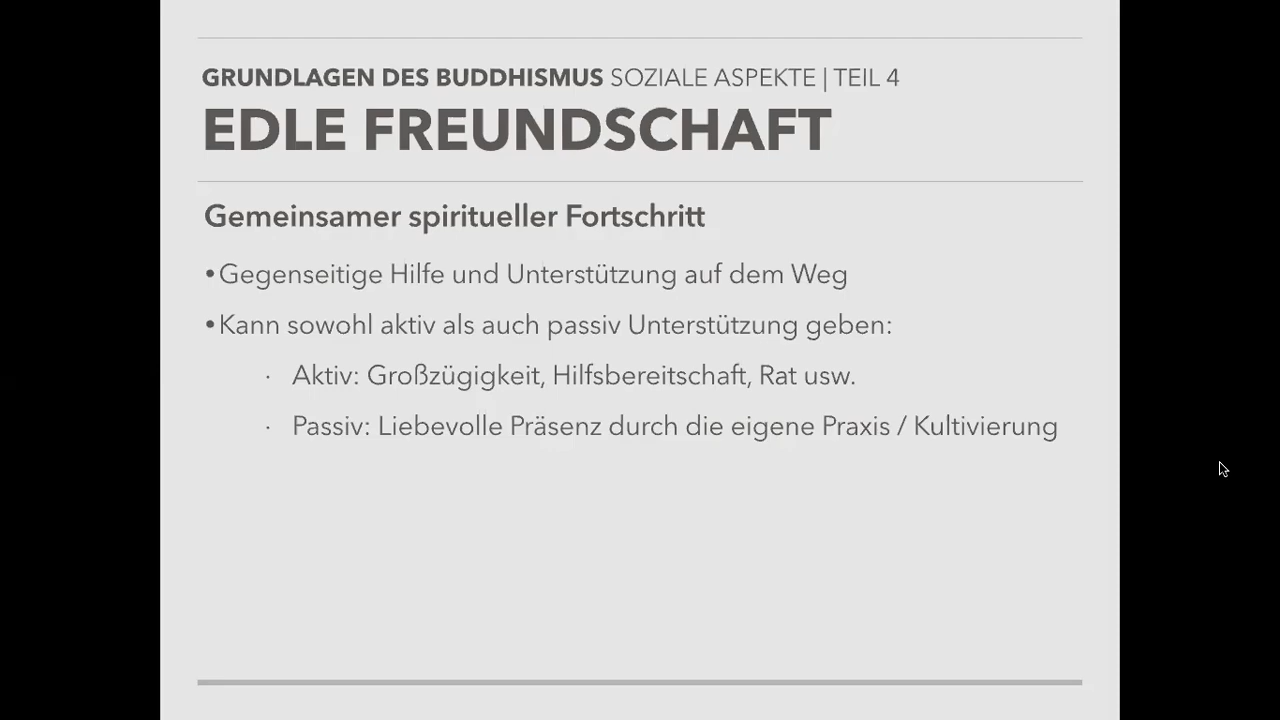 GRUNDLAGEN DES BUDDHISMUS SOZIALE ASPEKTE | TEIL 4
EDLE FREUNDSCHAFT
Gemeinsamer spiritueller Fortschritt
•Gegenseitige Hilfe und Unterstützung auf dem Weg
•Kann sowohl aktiv als auch passiv Unterstützung geben:
· Aktiv: Großzügigkeit, Hilfsbereitschaft, Rat usw.
· Passiv: Liebevolle Präsenz durch die eigene Praxis / Kultivierung